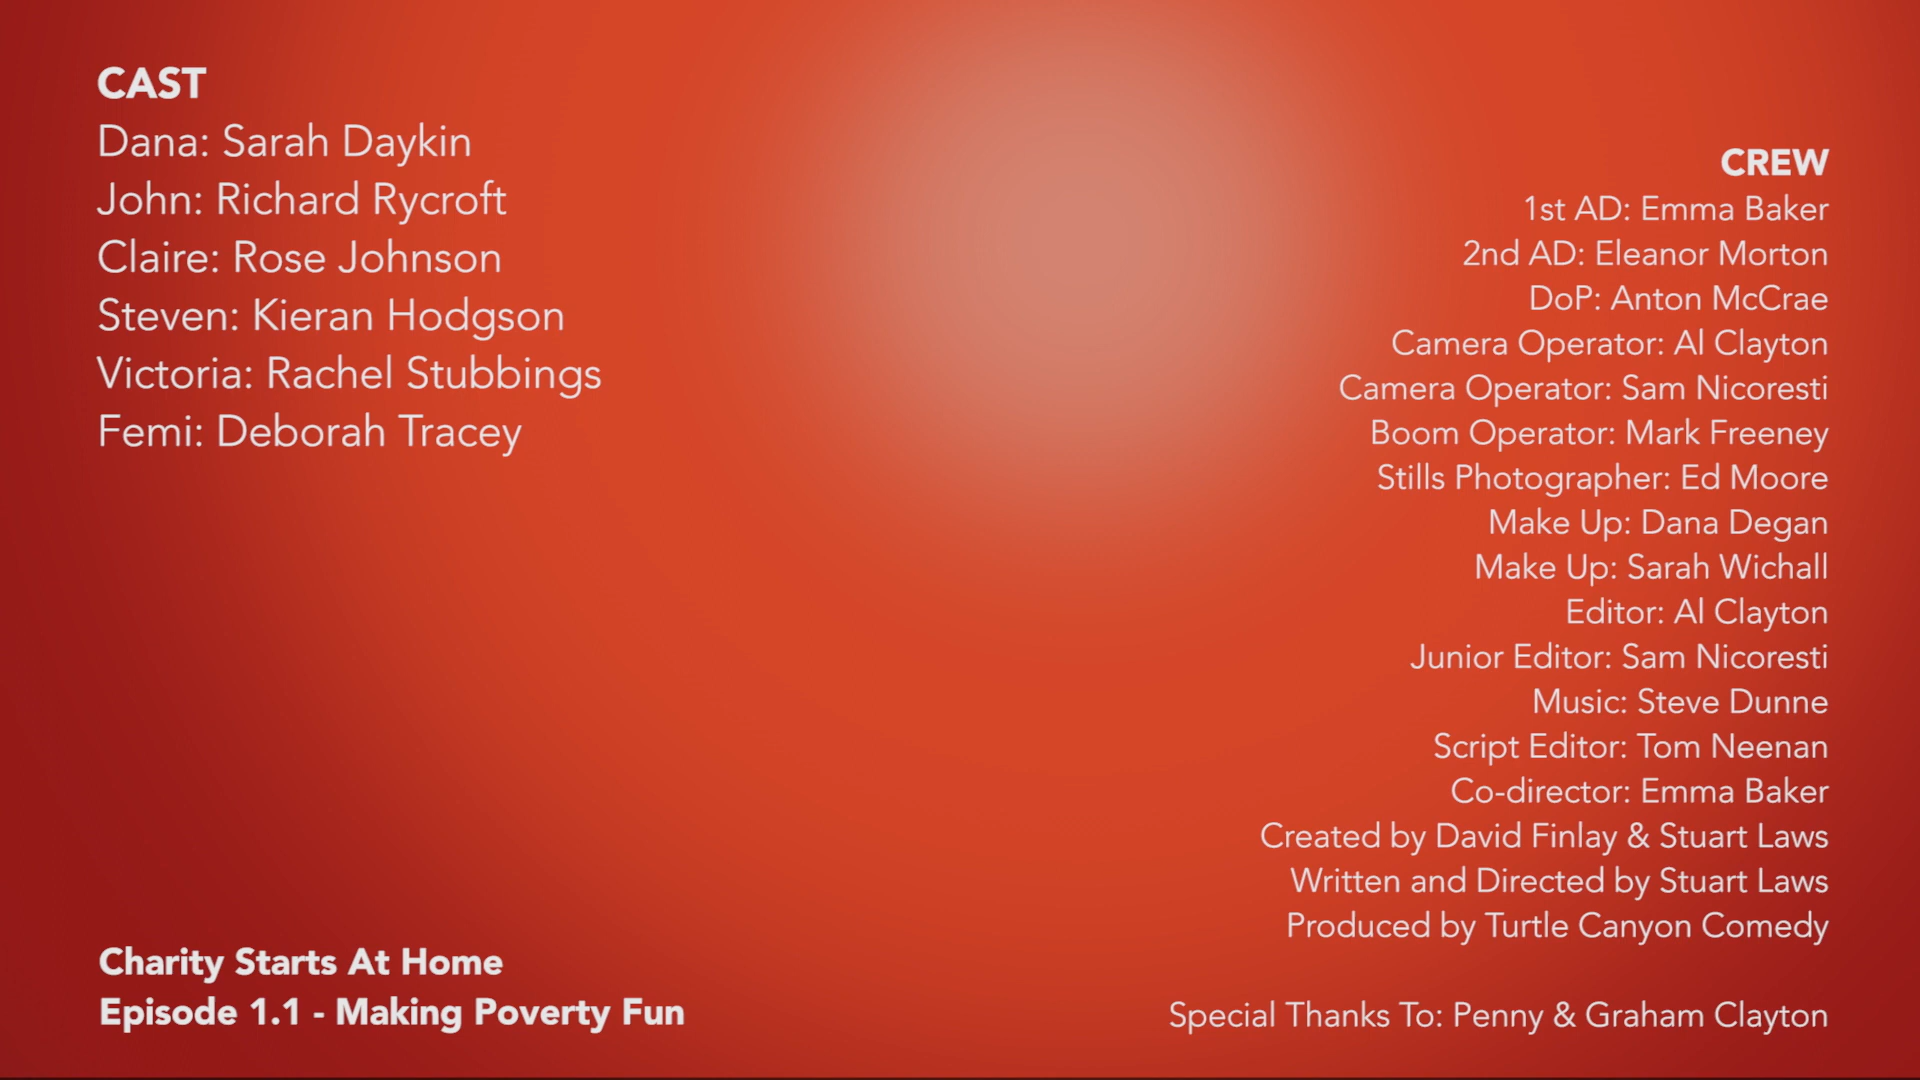 CAST
Dana: Sarah Daykin
John: Richard Rycroft
Claire: Rose Johnson
Steven: Kieran Hodgson
Victoria: Rachel Stubbings
Femi: Deborah Tracey
Charity Starts At Home
Episode 1.1 - Making Poverty Fun
CREW
1st AD: Emma Baker
2nd AD: Eleanor Morton
DoP: Anton McCrae
Camera Operator: Al Clayton
Camera Operator: Sam Nicoresti
Boom Operator: Mark Freeney
Stills Photographer: Ed Moore
Make Up: Dana Degan
Make Up: Sarah Wichall
Editor: Al Clayton
Junior Editor: Sam Nicoresti
Music: Steve Dunne
Script Editor: Tom Neenan
Co-director: Emma Baker
Created by David Finlay & Stuart Laws
Written and Directed by Stuart Laws
Produced by Turtle Canyon Comedy
Special Thanks To: Penny & Graham Clayton